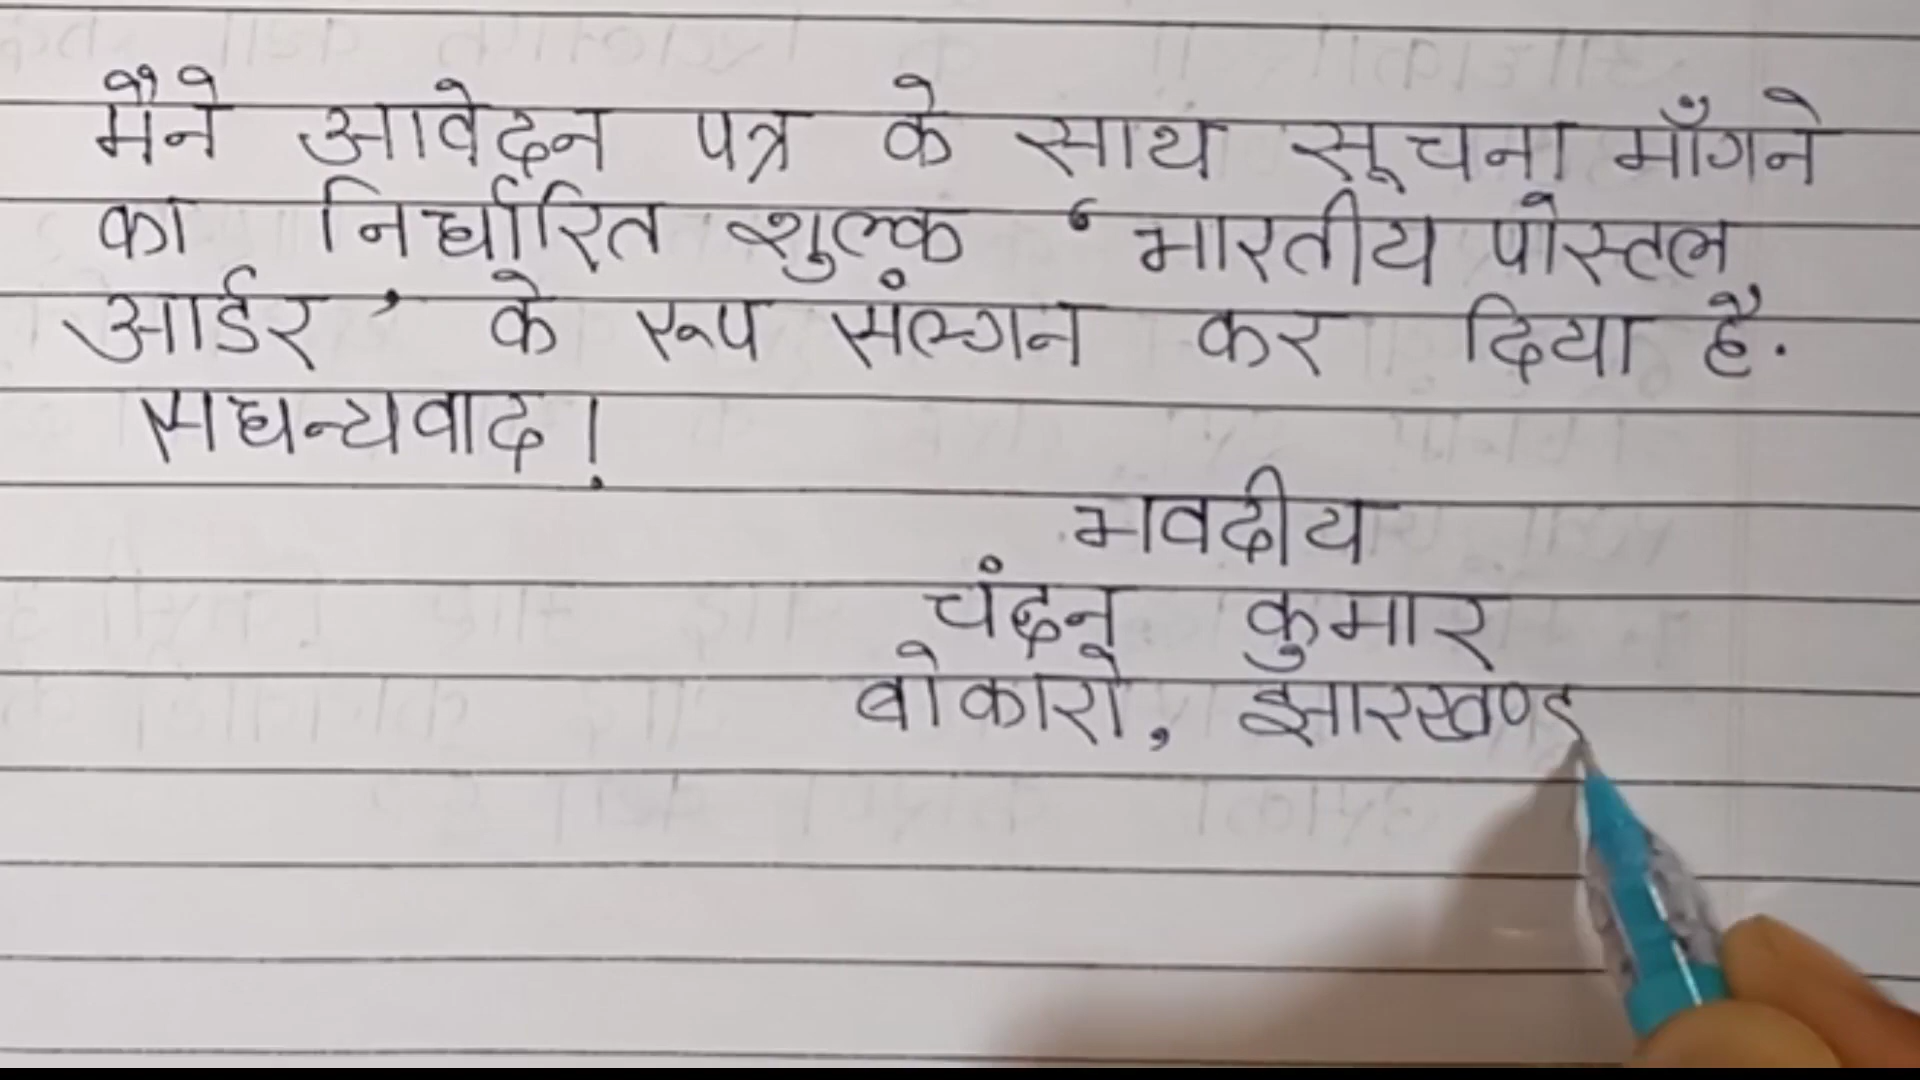 मैंने आवेदन पत्र के साथ सूचना माँगने
का निर्धारित शुल्क ‘भारतीय पोस्टल
आर्डर’ के रूप संलग्न कर दिया है.
सधन्यवाद!
भवदीय
चंदन कुमार
बोकारो, झारखण्ड